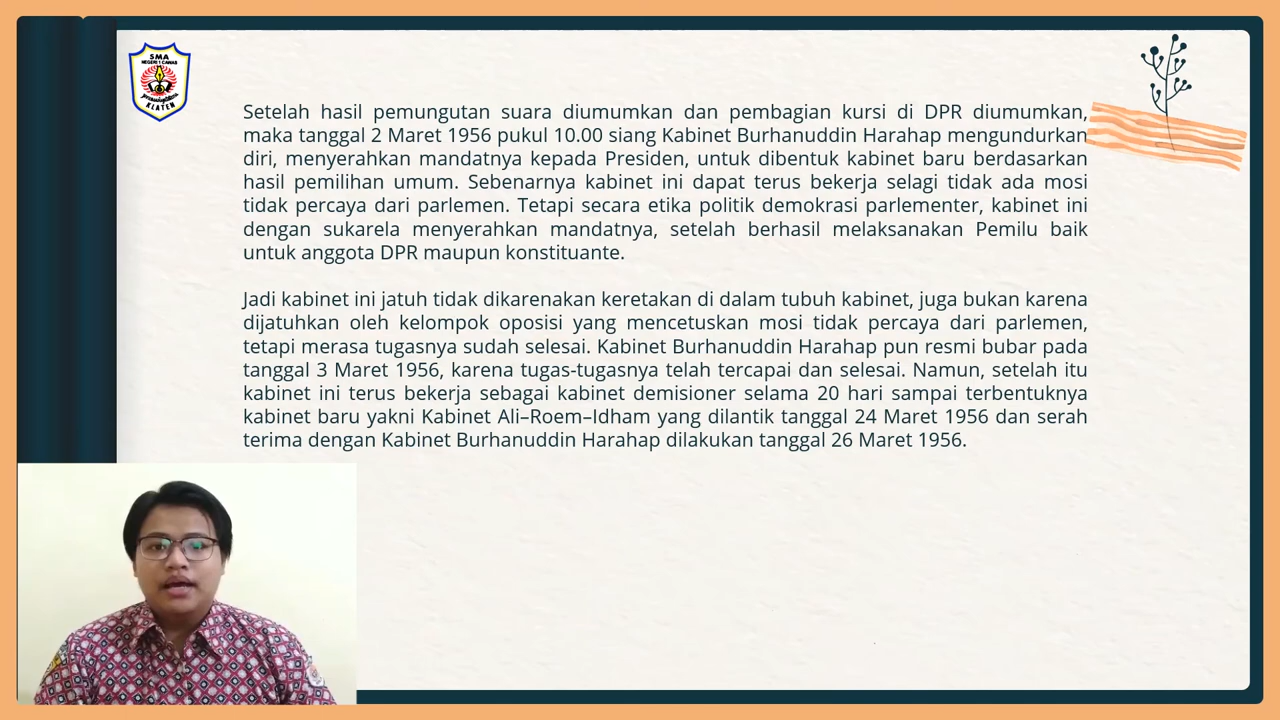 SMA
NEGERI 1 CAWAS
KLATEN
Setelah hasil pemungutan suara diumumkan dan pembagian kursi di DPR diumumkan,
maka tanggal 2 Maret 1956 pukul 10.00 siang Kabinet Burhanuddin Harahap mengundurkan
diri, menyerahkan mandatnya kepada Presiden, untuk dibentuk kabinet baru berdasarkan
hasil pemilihan umum. Sebenarnya kabinet ini dapat terus bekerja selagi tidak ada mosi
tidak percaya dari parlemen. Tetapi secara etika politik demokrasi parlementer, kabinet ini
dengan sukarela menyerahkan mandatnya, setelah berhasil melaksanakan Pemilu baik
untuk anggota DPR maupun konstituante.
Jadi kabinet ini jatuh tidak dikarenakan keretakan di dalam tubuh kabinet, juga bukan karena
dijatuhkan oleh kelompok oposisi yang mencetuskan mosi tidak percaya dari parlemen,
tetapi merasa tugasnya sudah selesai. Kabinet Burhanuddin Harahap pun resmi bubar pada
tanggal 3 Maret 1956, karena tugas-tugasnya telah tercapai dan selesai. Namun, setelah itu
kabinet ini terus bekerja sebagai kabinet demisioner selama 20 hari sampai terbentuknya
kabinet baru yakni Kabinet Ali–Roem–Idham yang dilantik tanggal 24 Maret 1956 dan serah
terima dengan Kabinet Burhanuddin Harahap dilakukan tanggal 26 Maret 1956.